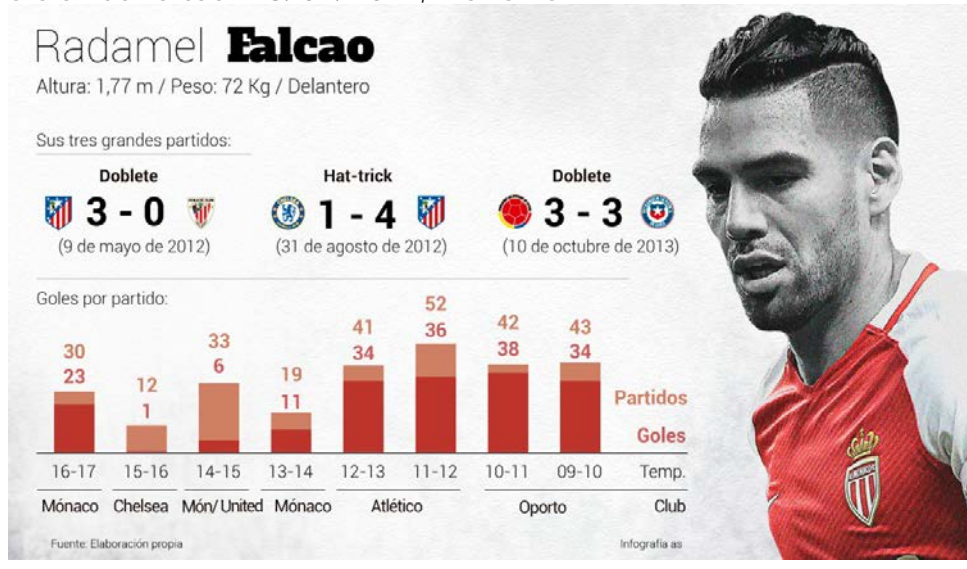 Radamel Falcao
Altura: 1,77 m / Peso: 72 Kg / Delantero
Sus tres grandes partidos:
Doblete
3 - 0
(9 de mayo de 2012)
Hat-trick
1 - 4
(31 de agosto de 2012)
Doblete
3 - 3
(10 de octubre de 2013)
Goles por partido:
30 12 33 19 41 52 42 43 Partidos
23 1 6 11 34 36 38 34 Goles
16-17 15-16 14-15 13-14 12-13 11-12 10-11 09-10 Temp.
Mónaco Chelsea Món/United Mónaco Atlético Oporto Club
Fuente: Elaboración propia
Infografía as